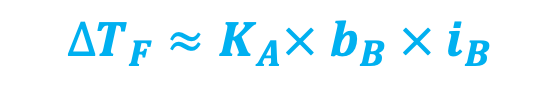 ΔT_F ≈ K_A × b_B × i_B